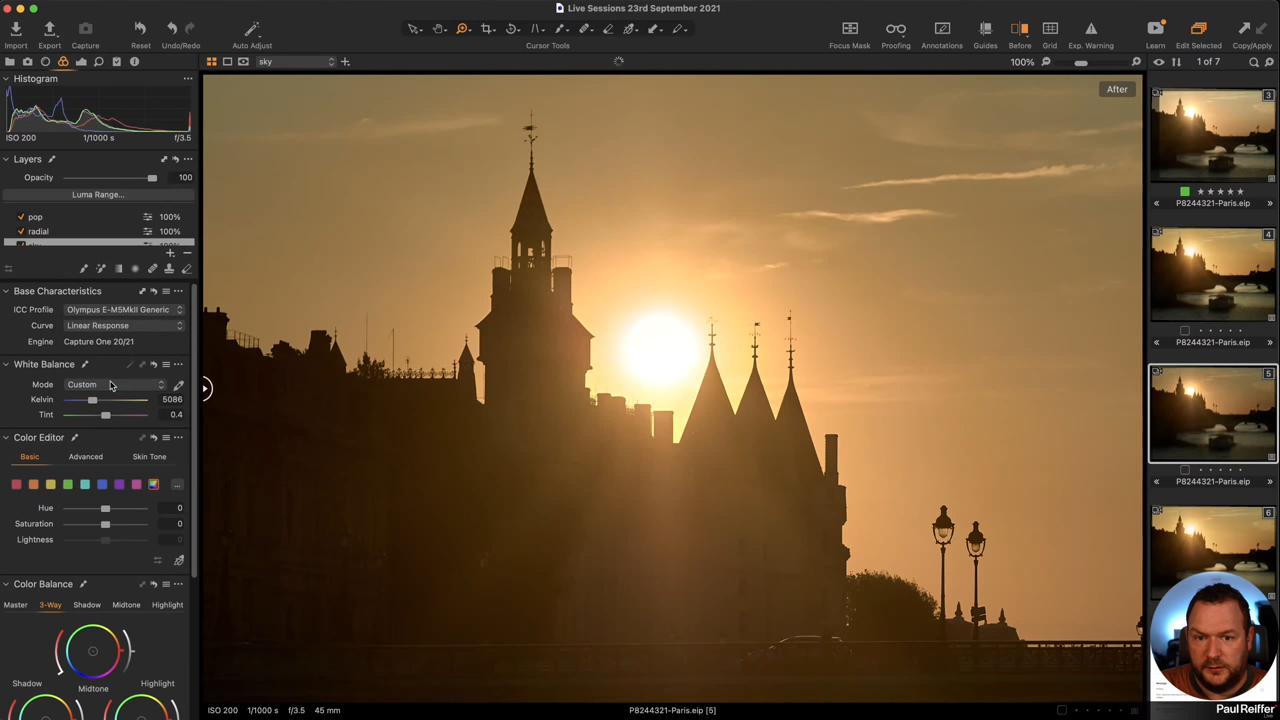 Live Sessions 23rd September 2021
Import Export Capture Reset Undo/Redo Auto Adjust Cursor Tools Focus Mask Proofing Annotations Guides Before Grid Exp. Warning Learn Edit Selected Copy/Apply
sky 100% 1 of 7
Histogram
ISO 200 1/1000 s f/3.5
Layers
Opacity 100
Luma Range...
pop 100%
radial 100%
Base Characteristics
ICC Profile Olympus E-M5MkII Generic
Curve Linear Response
Engine Capture One 20/21
White Balance
Mode Custom
Kelvin 5086
Tint 0.4
Color Editor
Basic Advanced Skin Tone
Hue 0
Saturation 0
Lightness 0
Color Balance
Master 3-Way Shadow Midtone Highlight
Shadow Highlight
Midtone
After
ISO 200 1/1000 s f/3.5 45 mm P8244321-Paris.eip [5]
3
P8244321-Paris.eip
4
P8244321-Paris.eip
5
P8244321-Paris.eip
6
Paul Reiffer
Live